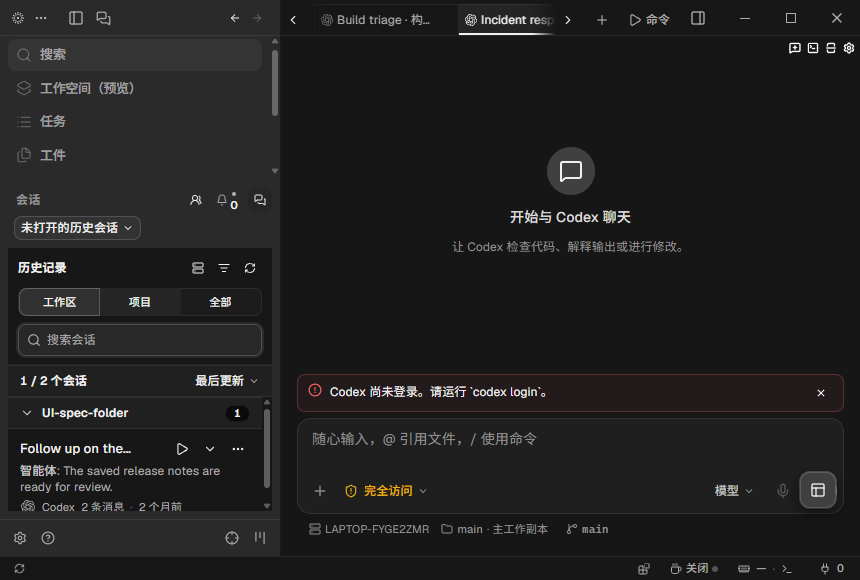 Build triage · 构...
Incident resp
命令
搜索
工作空间（预览）
任务
工件
会话
0
未打开的历史会话
历史记录
工作区
项目
全部
搜索会话
1 / 2 个会话
最后更新
UI-spec-folder
1
Follow up on the...
智能体: The saved release notes are
ready for review.
Codex 2 条消息 · 2 个月前
开始与 Codex 聊天
让 Codex 检查代码、解释输出或进行修改。
Codex 尚未登录。请运行 `codex login`。
随心输入，@ 引用文件，/ 使用命令
完全访问
模型
LAPTOP-FYGE2ZMR
main · 主工作副本
main
关闭
0